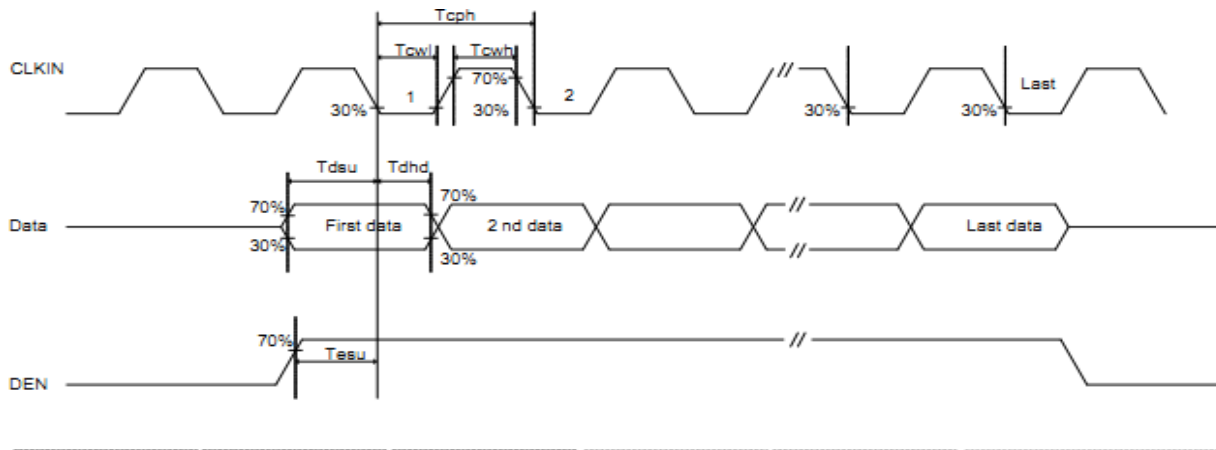 Tcph
Tcwl Tcwh
CLKIN
70%
30% 1 30% 2 30% 30% Last
Tdsu Tdhd
70% 70%
Data First data 2 nd data // Last data
30% 30%
70%
Tesu
DEN